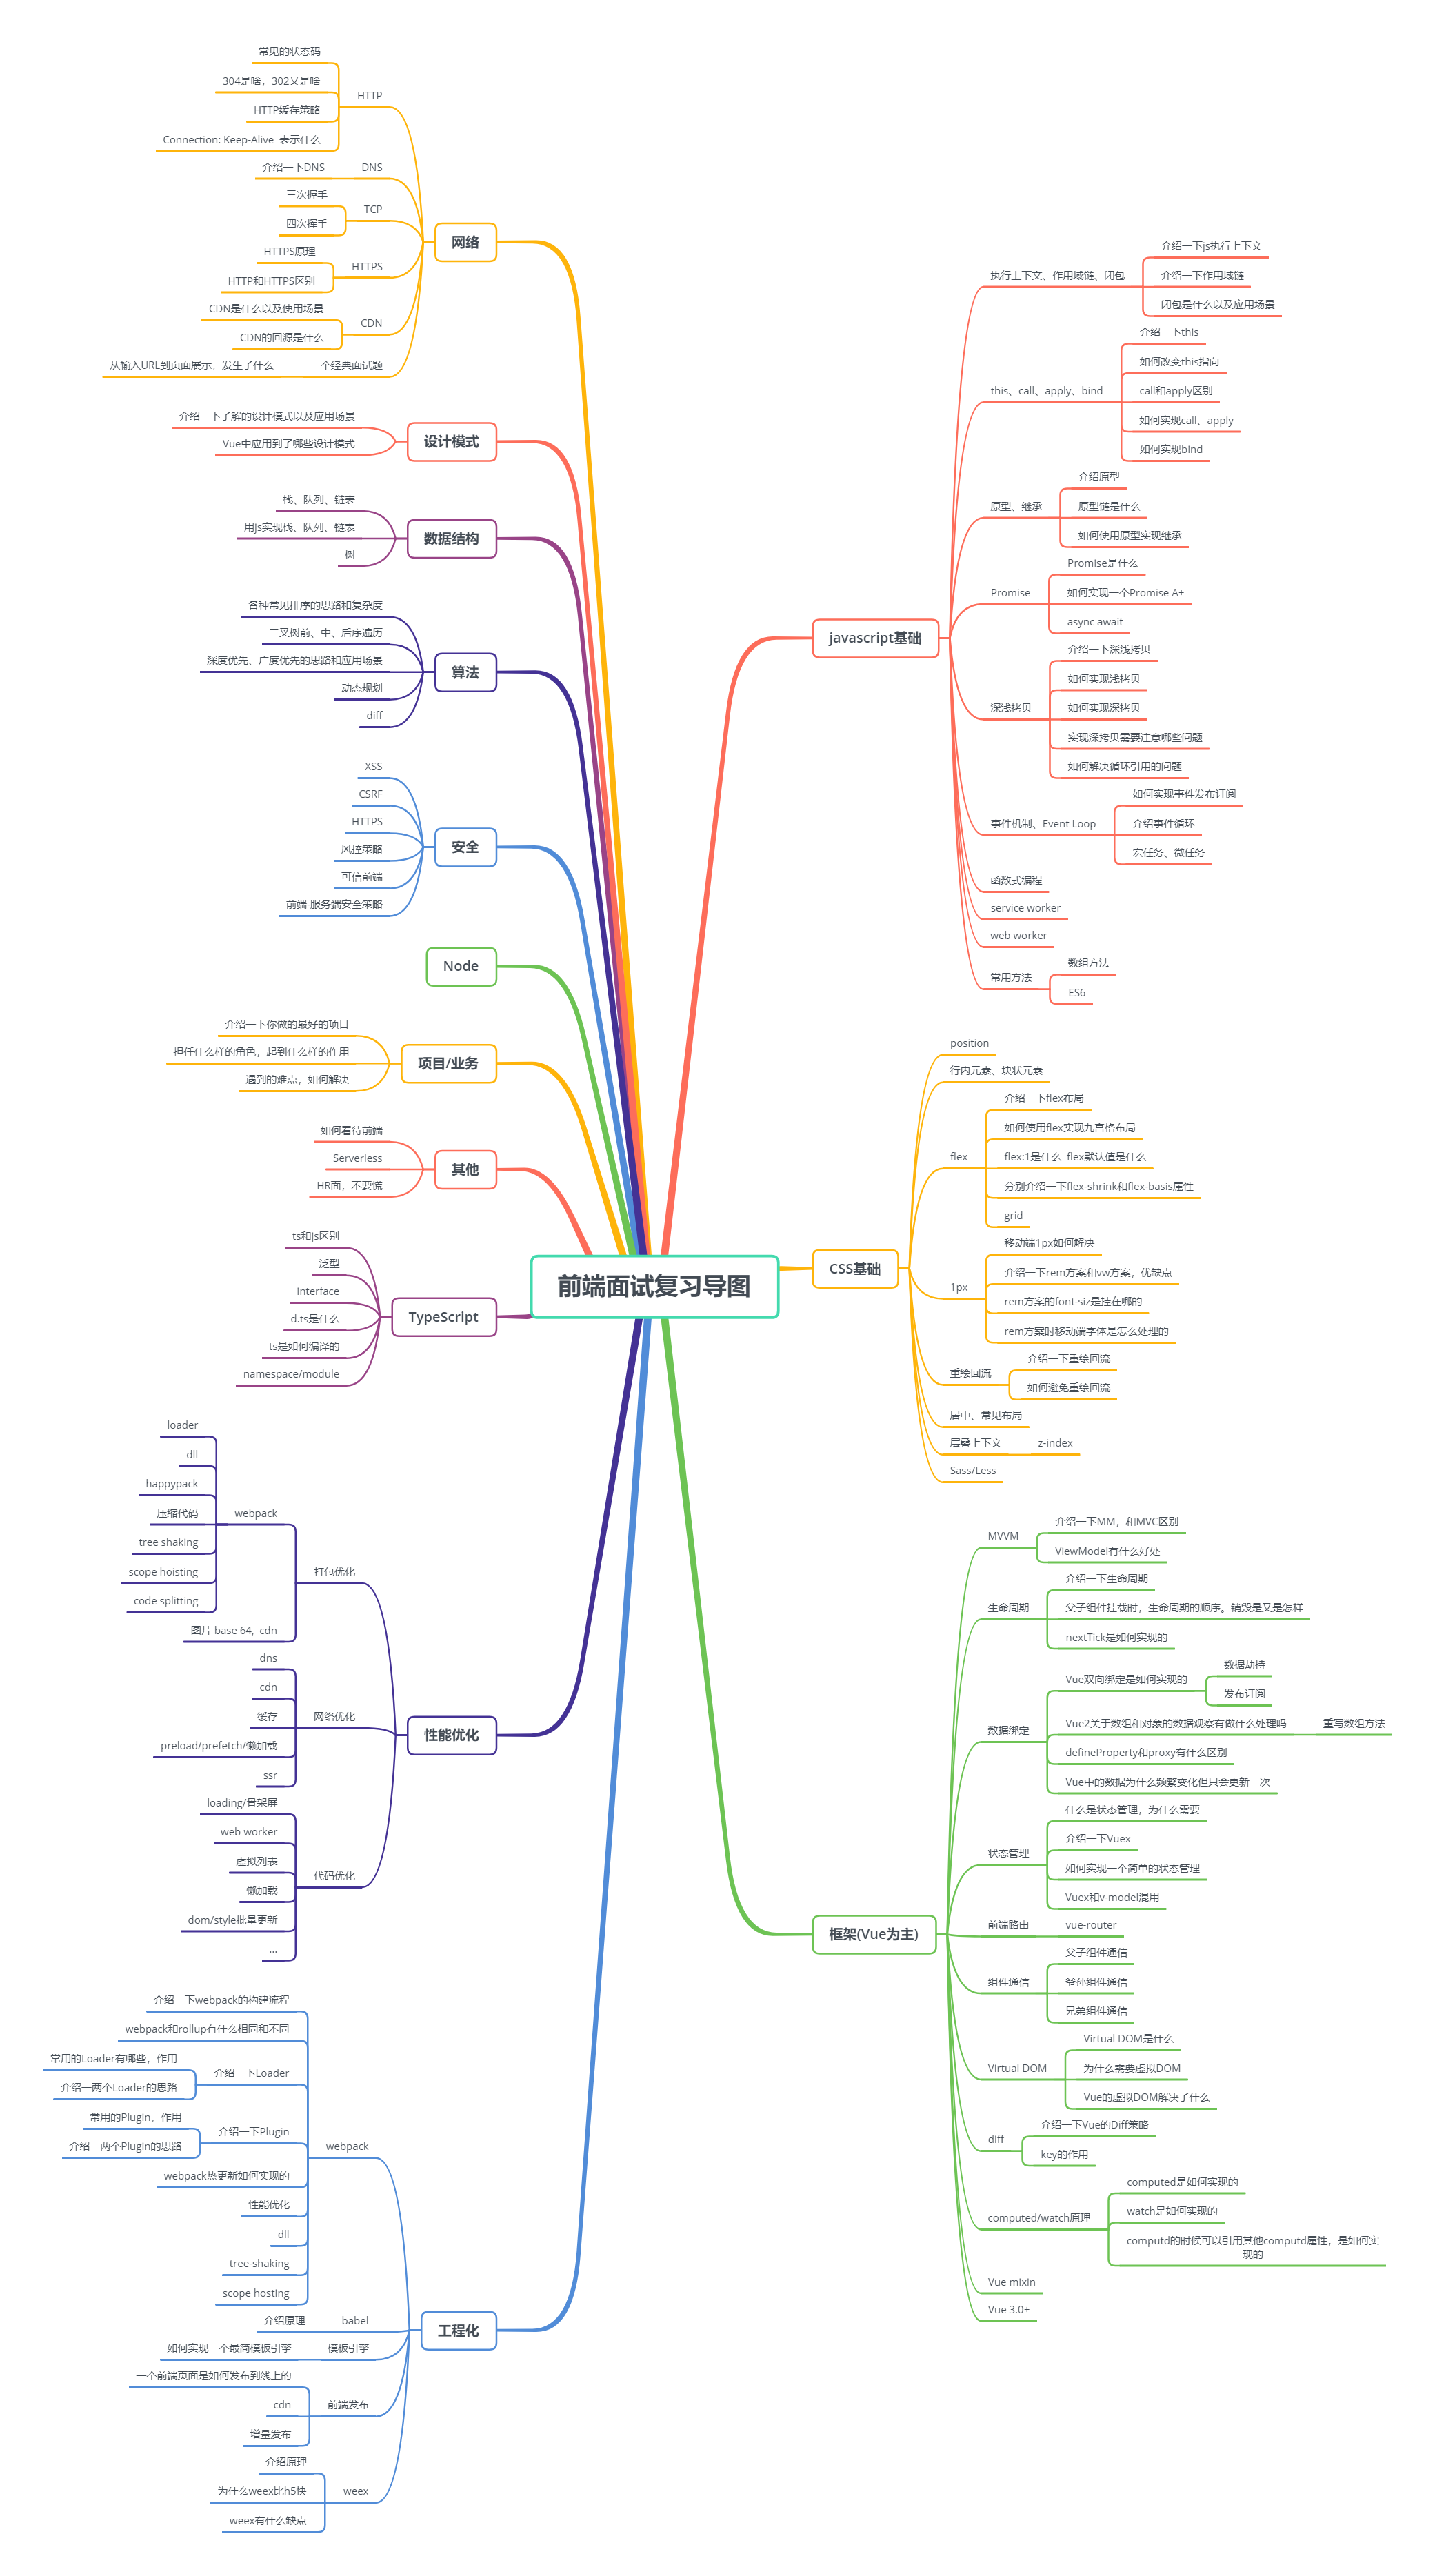 前端面试复习导图
javascript基础
执行上下文、作用域链、闭包
介绍一下js执行上下文
介绍一下作用域链
闭包是什么以及应用场景
this、call、apply、bind
介绍一下this
如何改变this指向
call和apply区别
如何实现call、apply
如何实现bind
原型、继承
介绍原型
原型链是什么
如何使用原型实现继承
Promise
Promise是什么
如何实现一个Promise A+
async await
深浅拷贝
介绍一下深浅拷贝
如何实现浅拷贝
如何实现深拷贝
实现深拷贝需要注意哪些问题
如何解决循环引用的问题
事件机制、Event Loop
如何实现事件发布订阅
介绍事件循环
宏任务、微任务
函数式编程
service worker
web worker
常用方法
数组方法
ES6
CSS基础
position
行内元素、块状元素
flex
介绍一下flex布局
如何使用flex实现九宫格布局
flex:1是什么 flex默认值是什么
分别介绍一下flex-shrink和flex-basis属性
grid
1px
移动端1px如何解决
介绍一下rem方案和vw方案，优缺点
rem方案的font-siz是挂在哪的
rem方案时移动端字体是怎么处理的
重绘回流
介绍一下重绘回流
如何避免重绘回流
居中、常见布局
层叠上下文
z-index
Sass/Less
框架(Vue为主)
MVVM
介绍一下MM，和MVC区别
ViewModel有什么好处
生命周期
介绍一下生命周期
父子组件挂载时，生命周期的顺序。销毁是又是怎样
nextTick是如何实现的
数据绑定
Vue双向绑定是如何实现的
数据劫持
发布订阅
Vue2关于数组和对象的数据观察有做什么处理吗
重写数组方法
defineProperty和proxy有什么区别
Vue中的数据为什么频繁变化但只会更新一次
状态管理
什么是状态管理，为什么需要
介绍一下Vuex
如何实现一个简单的状态管理
Vuex和v-model混用
前端路由
vue-router
组件通信
父子组件通信
爷孙组件通信
兄弟组件通信
Virtual DOM
Virtual DOM是什么
为什么需要虚拟DOM
Vue的虚拟DOM解决了什么
diff
介绍一下Vue的Diff策略
key的作用
computed/watch原理
computed是如何实现的
watch是如何实现的
computd的时候可以引用其他computd属性，是如何实
现的
Vue mixin
Vue 3.0+
网络
HTTP
常见的状态码
304是啥，302又是啥
HTTP缓存策略
Connection: Keep-Alive 表示什么
DNS
介绍一下DNS
TCP
三次握手
四次挥手
HTTPS
HTTPS原理
HTTP和HTTPS区别
CDN
CDN是什么以及使用场景
CDN的回源是什么
一个经典面试题
从输入URL到页面展示，发生了什么
设计模式
介绍一下了解的设计模式以及应用场景
Vue中应用到了哪些设计模式
数据结构
栈、队列、链表
用js实现栈、队列、链表
树
算法
各种常见排序的思路和复杂度
二叉树前、中、后序遍历
深度优先、广度优先的思路和应用场景
动态规划
diff
安全
XSS
CSRF
HTTPS
风控策略
可信前端
前端-服务端安全策略
Node
项目/业务
介绍一下你做的最好的项目
担任什么样的角色，起到什么样的作用
遇到的难点，如何解决
其他
如何看待前端
Serverless
HR面，不要慌
TypeScript
ts和js区别
泛型
interface
d.ts是什么
ts是如何编译的
namespace/module
性能优化
打包优化
webpack
loader
dll
happypack
压缩代码
tree shaking
scope hoisting
code splitting
图片 base 64，cdn
网络优化
dns
cdn
缓存
preload/prefetch/懒加载
ssr
代码优化
loading/骨架屏
web worker
虚拟列表
懒加载
dom/style批量更新
...
工程化
webpack
介绍一下webpack的构建流程
webpack和rollup有什么相同和不同
介绍一下Loader
常用的Loader有哪些，作用
介绍一两个Loader的思路
介绍一下Plugin
常用的Plugin，作用
介绍一两个Plugin的思路
webpack热更新如何实现的
性能优化
dll
tree-shaking
scope hosting
babel
介绍原理
模板引擎
如何实现一个最简模板引擎
前端发布
一个前端页面是如何发布到线上的
cdn
增量发布
weex
介绍原理
为什么weex比h5快
weex有什么缺点